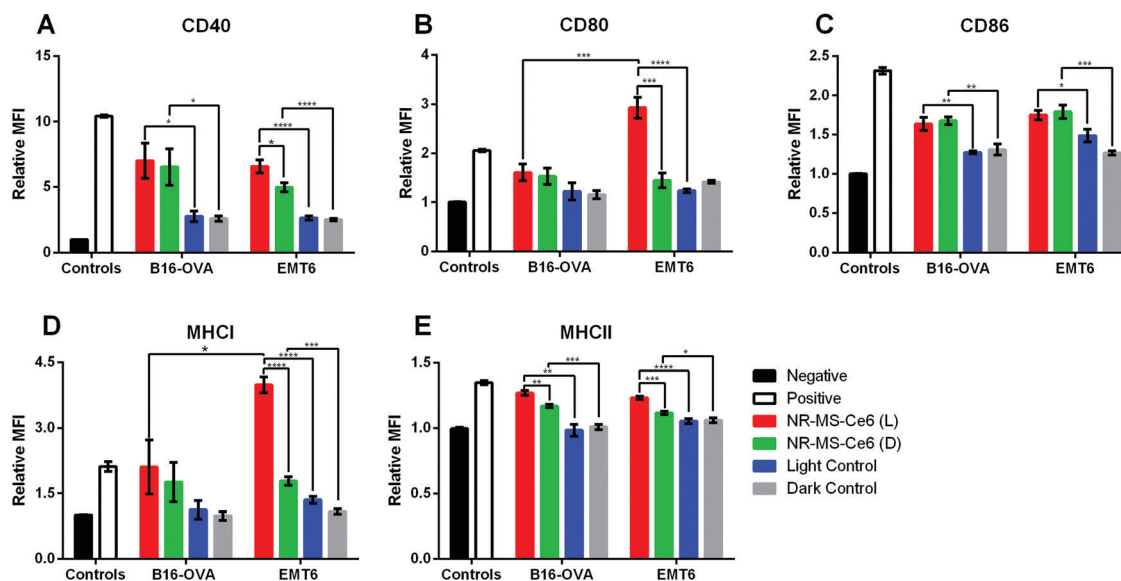 A
CD40
Relative MFI
15
10
5
0
*
*
****
****
*
Controls
B16-OVA
EMT6
B
CD80
Relative MFI
4
3
2
1
0
***
****
***
Controls
B16-OVA
EMT6
C
CD86
Relative MFI
2.5
2.0
1.5
1.0
0.5
0.0
**
**
***
*
Controls
B16-OVA
EMT6
D
MHCI
Relative MFI
4.5
3.0
1.5
0.0
*
***
****
****
Controls
B16-OVA
EMT6
E
MHCII
Relative MFI
1.5
1.0
0.5
0.0
***
**
**
*
****
***
Controls
B16-OVA
EMT6
Negative
Positive
NR-MS-Ce6 (L)
NR-MS-Ce6 (D)
Light Control
Dark Control